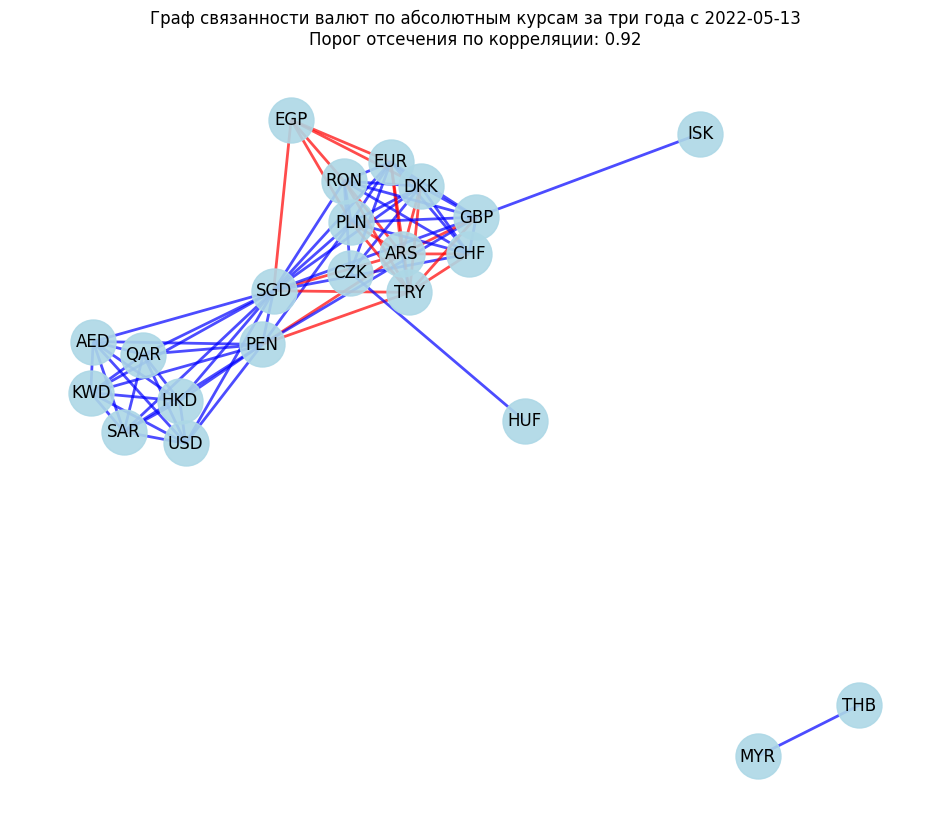 Граф связанности валют по абсолютным курсам за три года с 2022-05-13
Порог отсечения по корреляции: 0.92
EGP
ISK
EUR
RON
DKK
PLN
GBP
ARS
CHF
CZK
SGD
TRY
AED
PEN
QAR
KWD
HKD
HUF
SAR
USD
THB
MYR